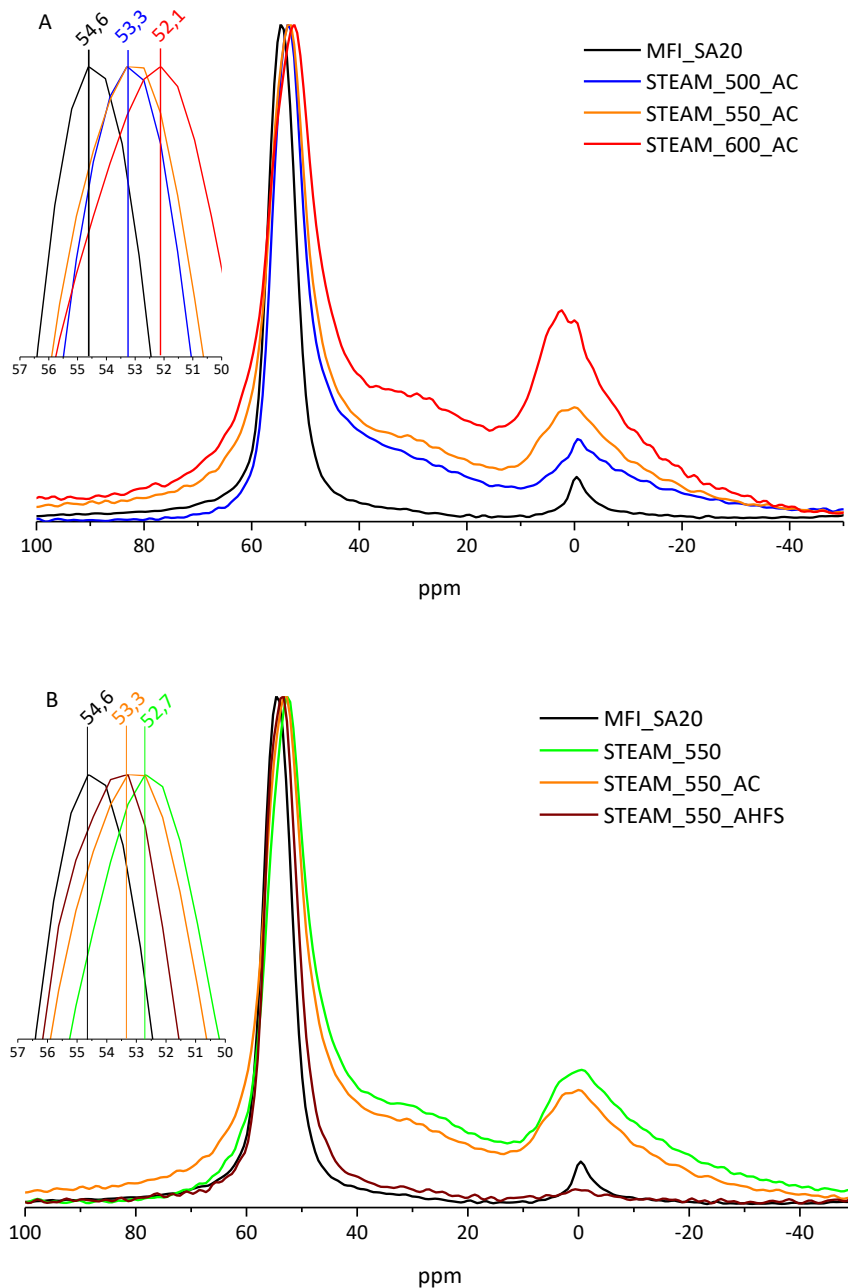 A
54,6
53,3
52,1
MFI_SA20
STEAM_500_AC
STEAM_550_AC
STEAM_600_AC
57 56 55 54 53 52 51 50
100 80 60 40 20 0 -20 -40
ppm
B
54,6
53,3
52,7
MFI_SA20
STEAM_550
STEAM_550_AC
STEAM_550_AHFS
57 56 55 54 53 52 51 50
100 80 60 40 20 0 -20 -40
ppm